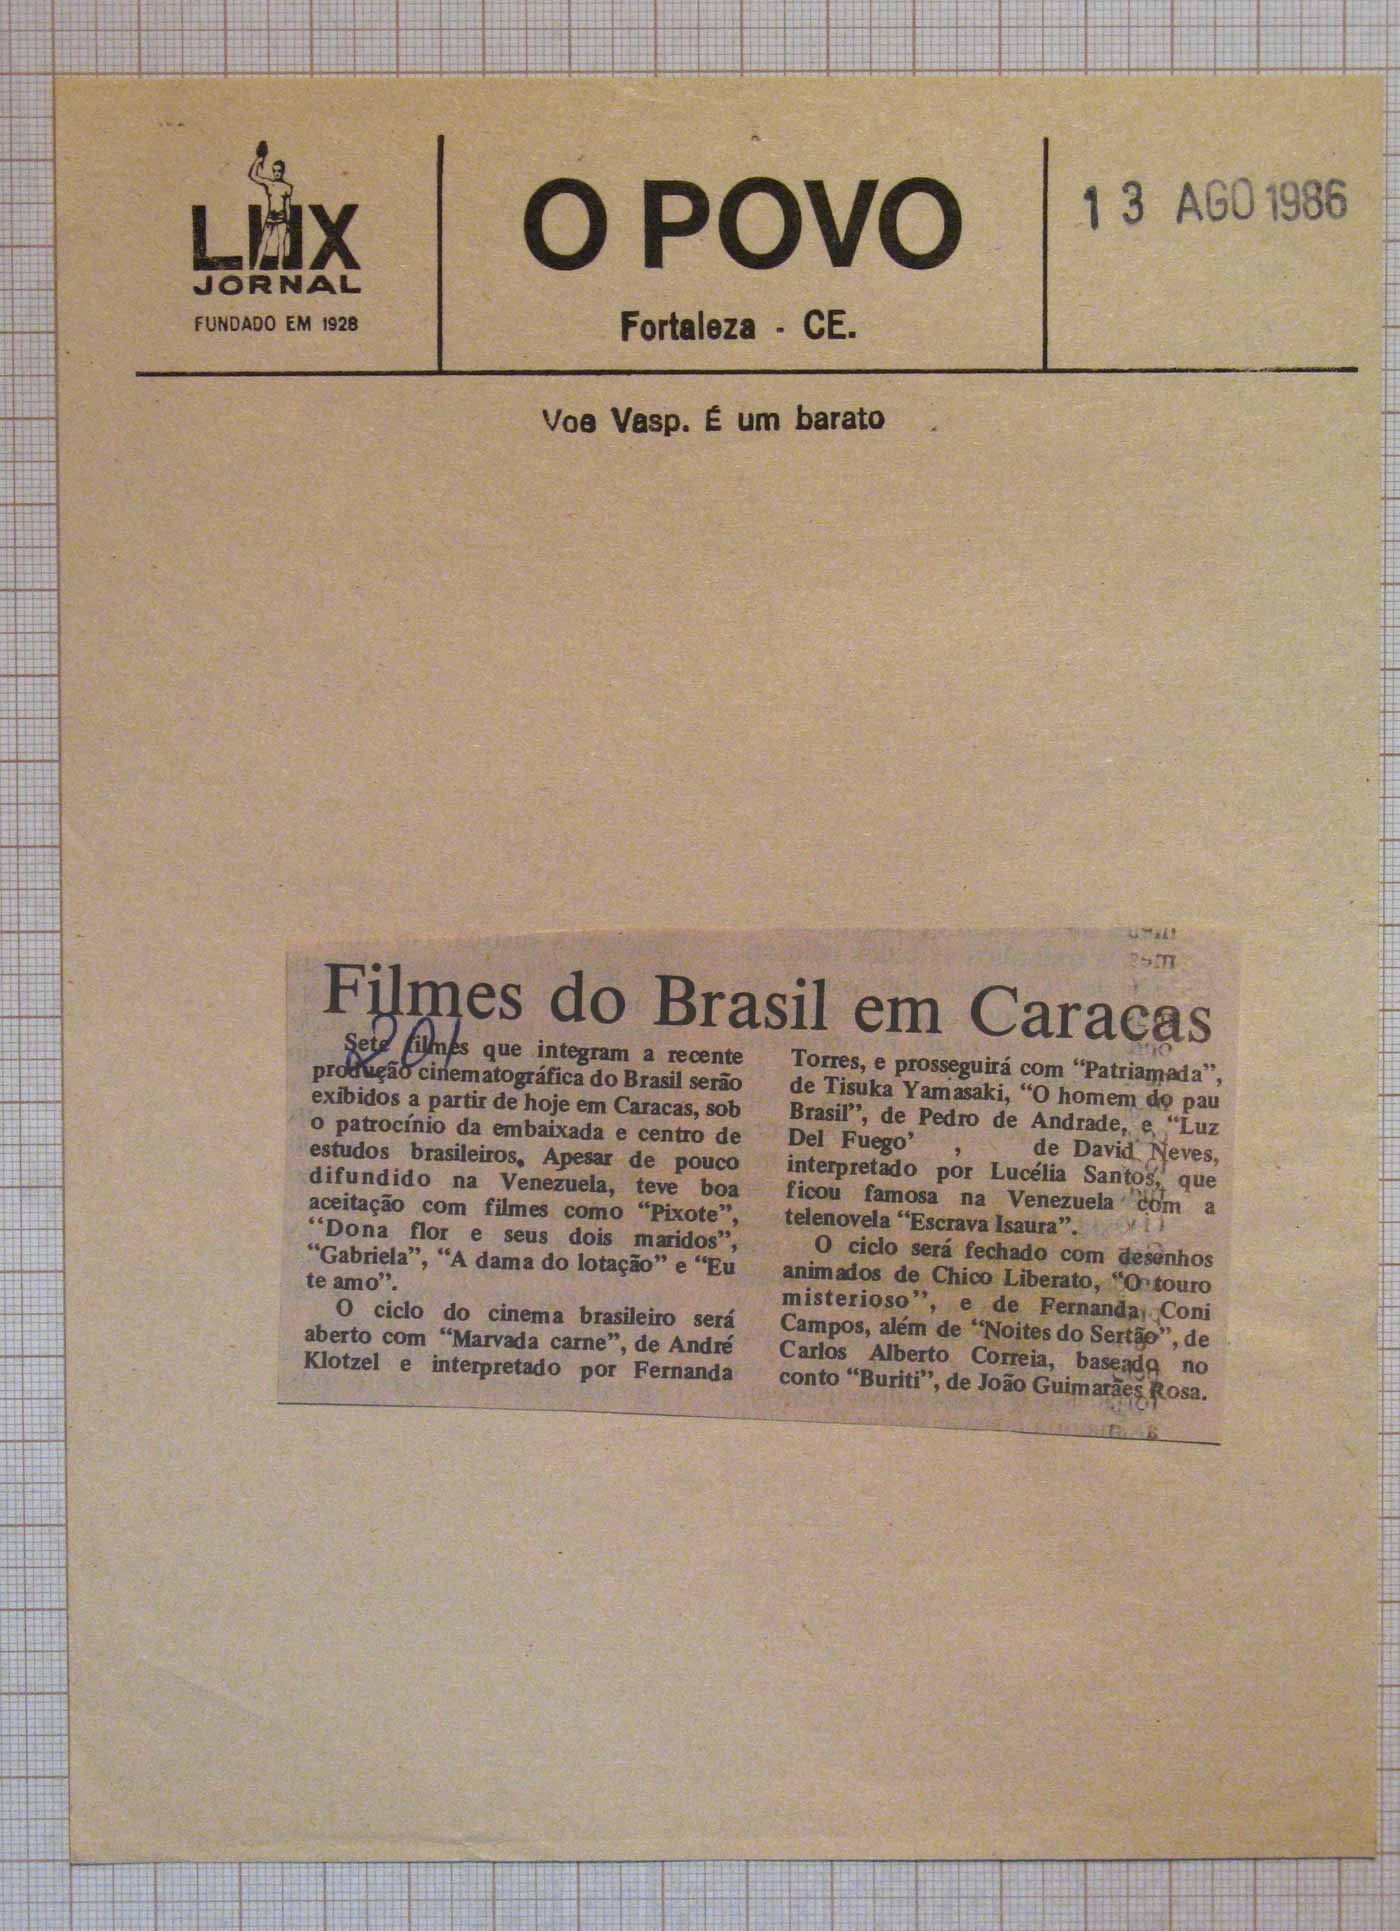 LUX
JORNAL
FUNDADO EM 1928
O POVO
Fortaleza - CE.
13 AGO 1986
Voe Vasp. É um barato
Filmes do Brasil em Caracas
Sete filmes que integram a recente
produção cinematográfica do Brasil serão
exibidos a partir de hoje em Caracas, sob
o patrocínio da embaixada e centro de
estudos brasileiros. Apesar de pouco
difundido na Venezuela, teve boa
aceitação com filmes como “Pixote”,
“Dona flor e seus dois maridos”,
“Gabriela”, “A dama do lotação” e “Eu
te amo”.
O ciclo do cinema brasileiro será
aberto com “Marvada carne”, de André
Klotzel e interpretado por Fernanda
Torres, e prosseguirá com “Patriamada”,
de Tisuka Yamasaki, “O homem do pau
Brasil”, de Pedro de Andrade, e “Luz
Del Fuego’ , de David Neves,
interpretado por Lucélia Santos, que
ficou famosa na Venezuela com a
telenovela “Escrava Isaura”.
O ciclo será fechado com desenhos
animados de Chico Liberato, “O touro
misterioso”, e de Fernanda Coni
Campos, além de “Noites do Sertão”, de
Carlos Alberto Correia, baseado no
conto “Buriti”, de João Guimarães Rosa.